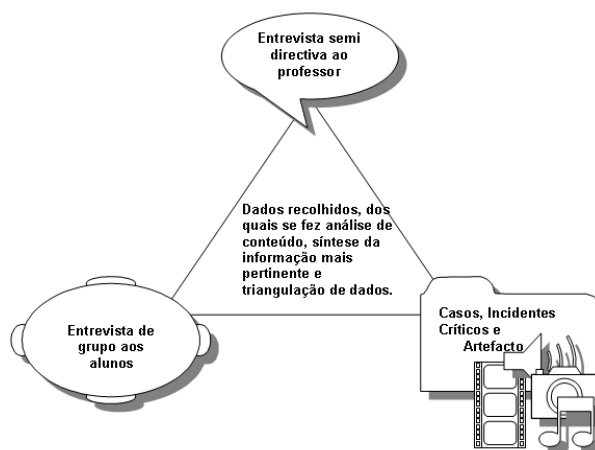 Entrevista semi
directiva ao
professor
Dados recolhidos, dos
quais se fez análise de
conteúdo, síntese da
informação mais
pertinente e
triangulação de dados.
Entrevista de
grupo aos
alunos
Casos, Incidentes
Críticos e
Artefacto